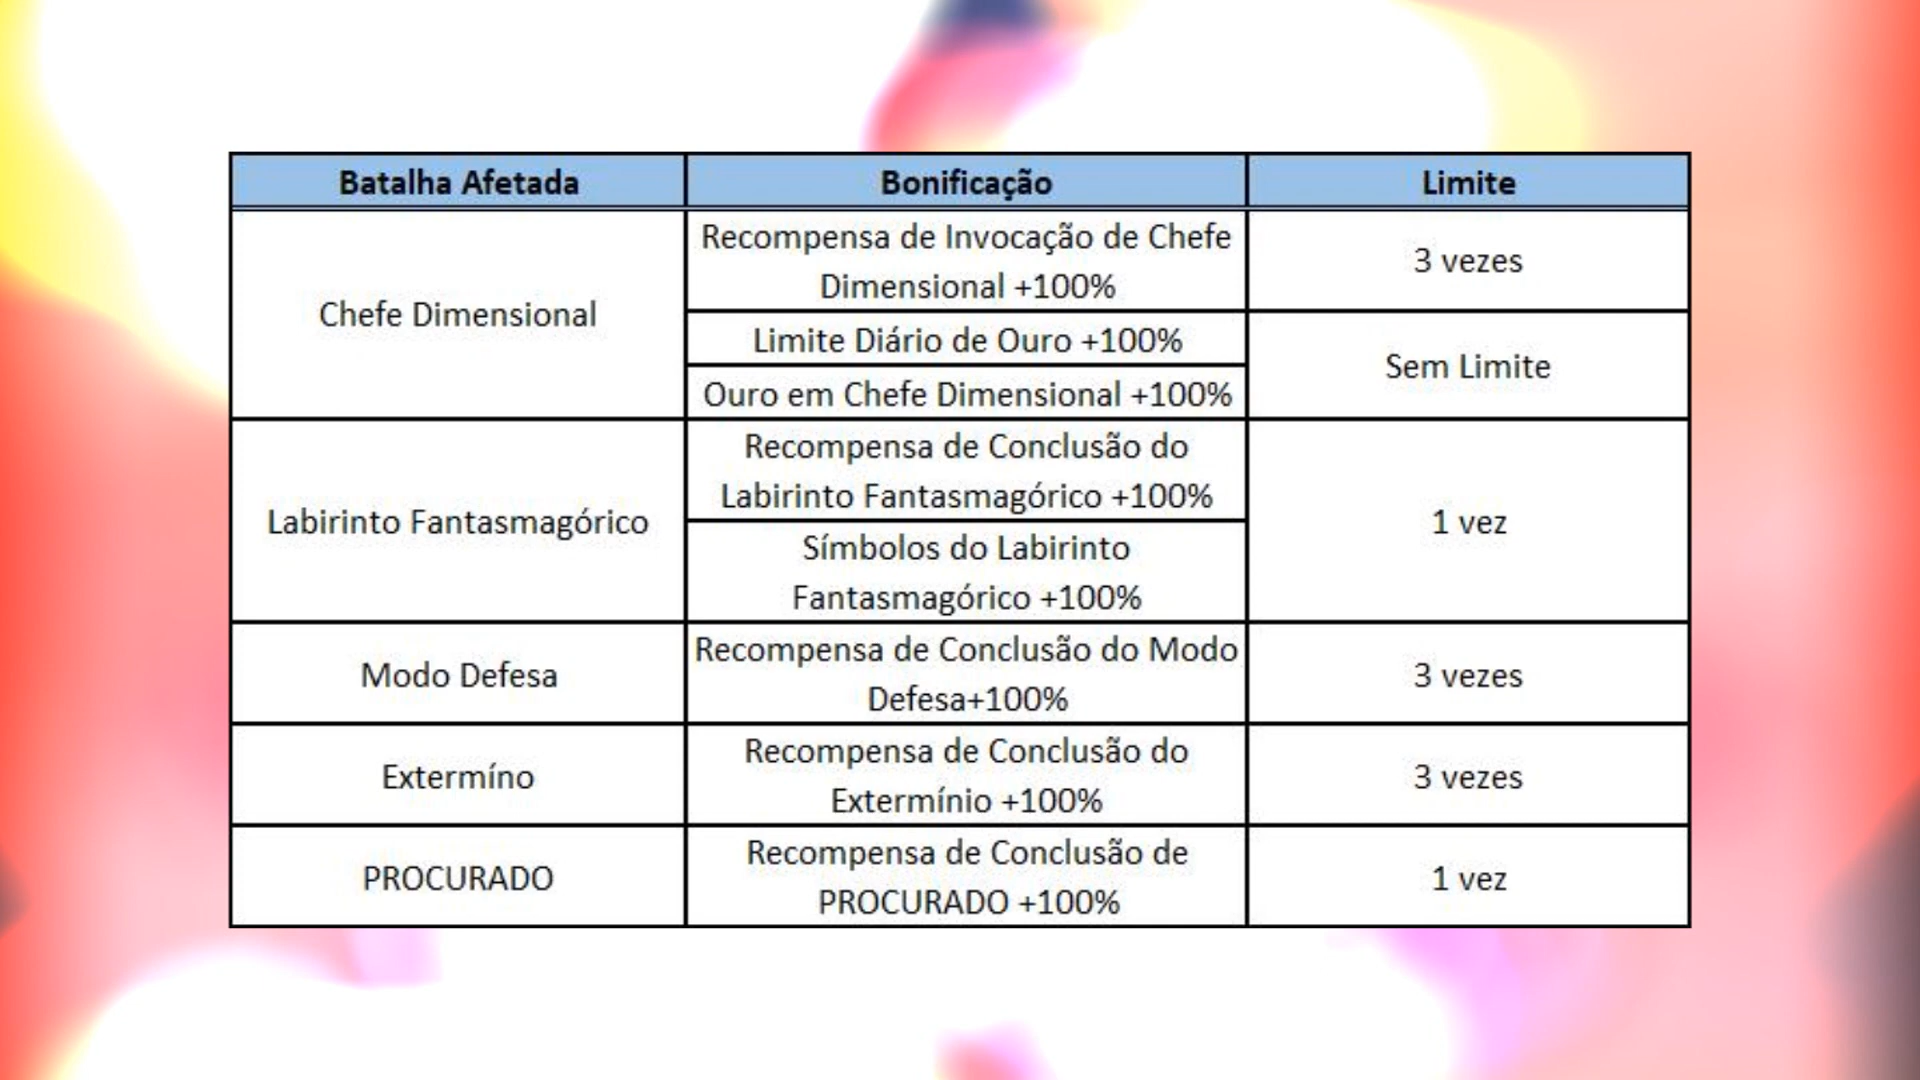 Batalha Afetada Bonificação Limite
Chefe Dimensional
Recompensa de Invocação de Chefe
Dimensional +100%
3 vezes
Limite Diário de Ouro +100%
Ouro em Chefe Dimensional +100%
Sem Limite
Labirinto Fantasmagórico
Recompensa de Conclusão do
Labirinto Fantasmagórico +100%
Símbolos do Labirinto
Fantasmagórico +100%
1 vez
Modo Defesa
Recompensa de Conclusão do Modo
Defesa+100%
3 vezes
Extermíno
Recompensa de Conclusão do
Extermínio +100%
3 vezes
PROCURADO
Recompensa de Conclusão de
PROCURADO +100%
1 vez